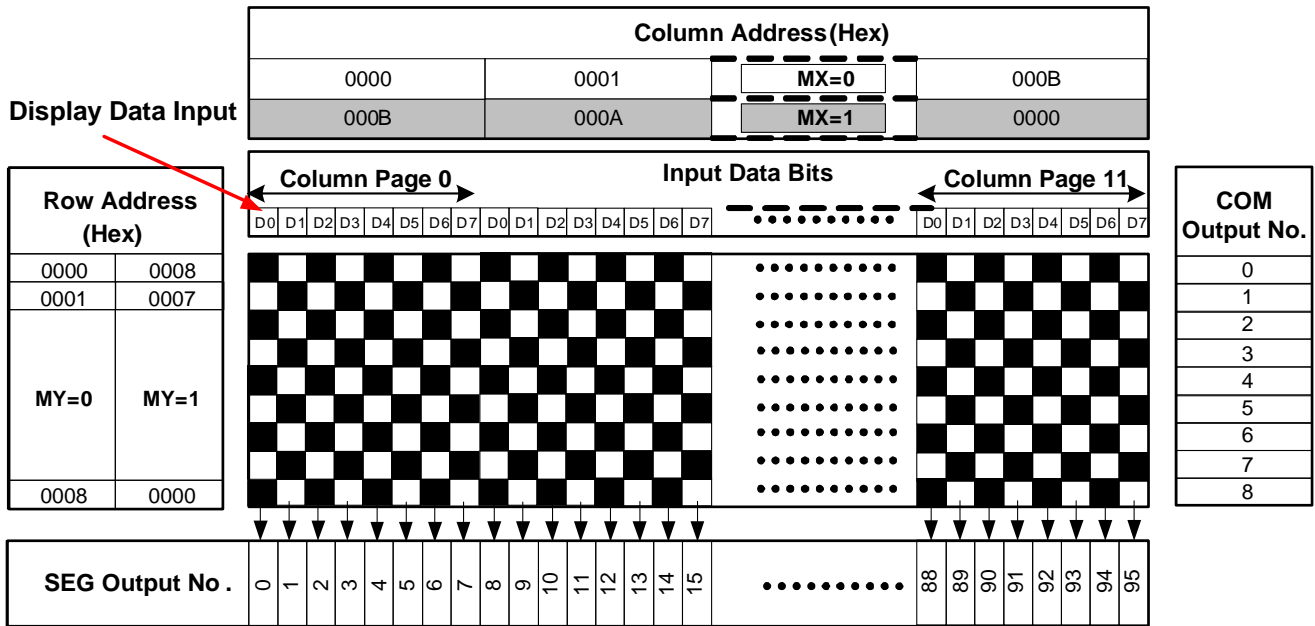 Column Address(Hex)
0000 0001 MX=0 000B
000B 000A MX=1 0000
Display Data Input
Column Page 0 Input Data Bits Column Page 11
D0 D1 D2 D3 D4 D5 D6 D7 D0 D1 D2 D3 D4 D5 D6 D7 D0 D1 D2 D3 D4 D5 D6 D7
Row Address
(Hex)
0000 0008
0001 0007
MY=0 MY=1
0008 0000
COM
Output No.
0
1
2
3
4
5
6
7
8
SEG Output No. 0 1 2 3 4 5 6 7 8 9 10 11 12 13 14 15 88 89 90 91 92 93 94 95